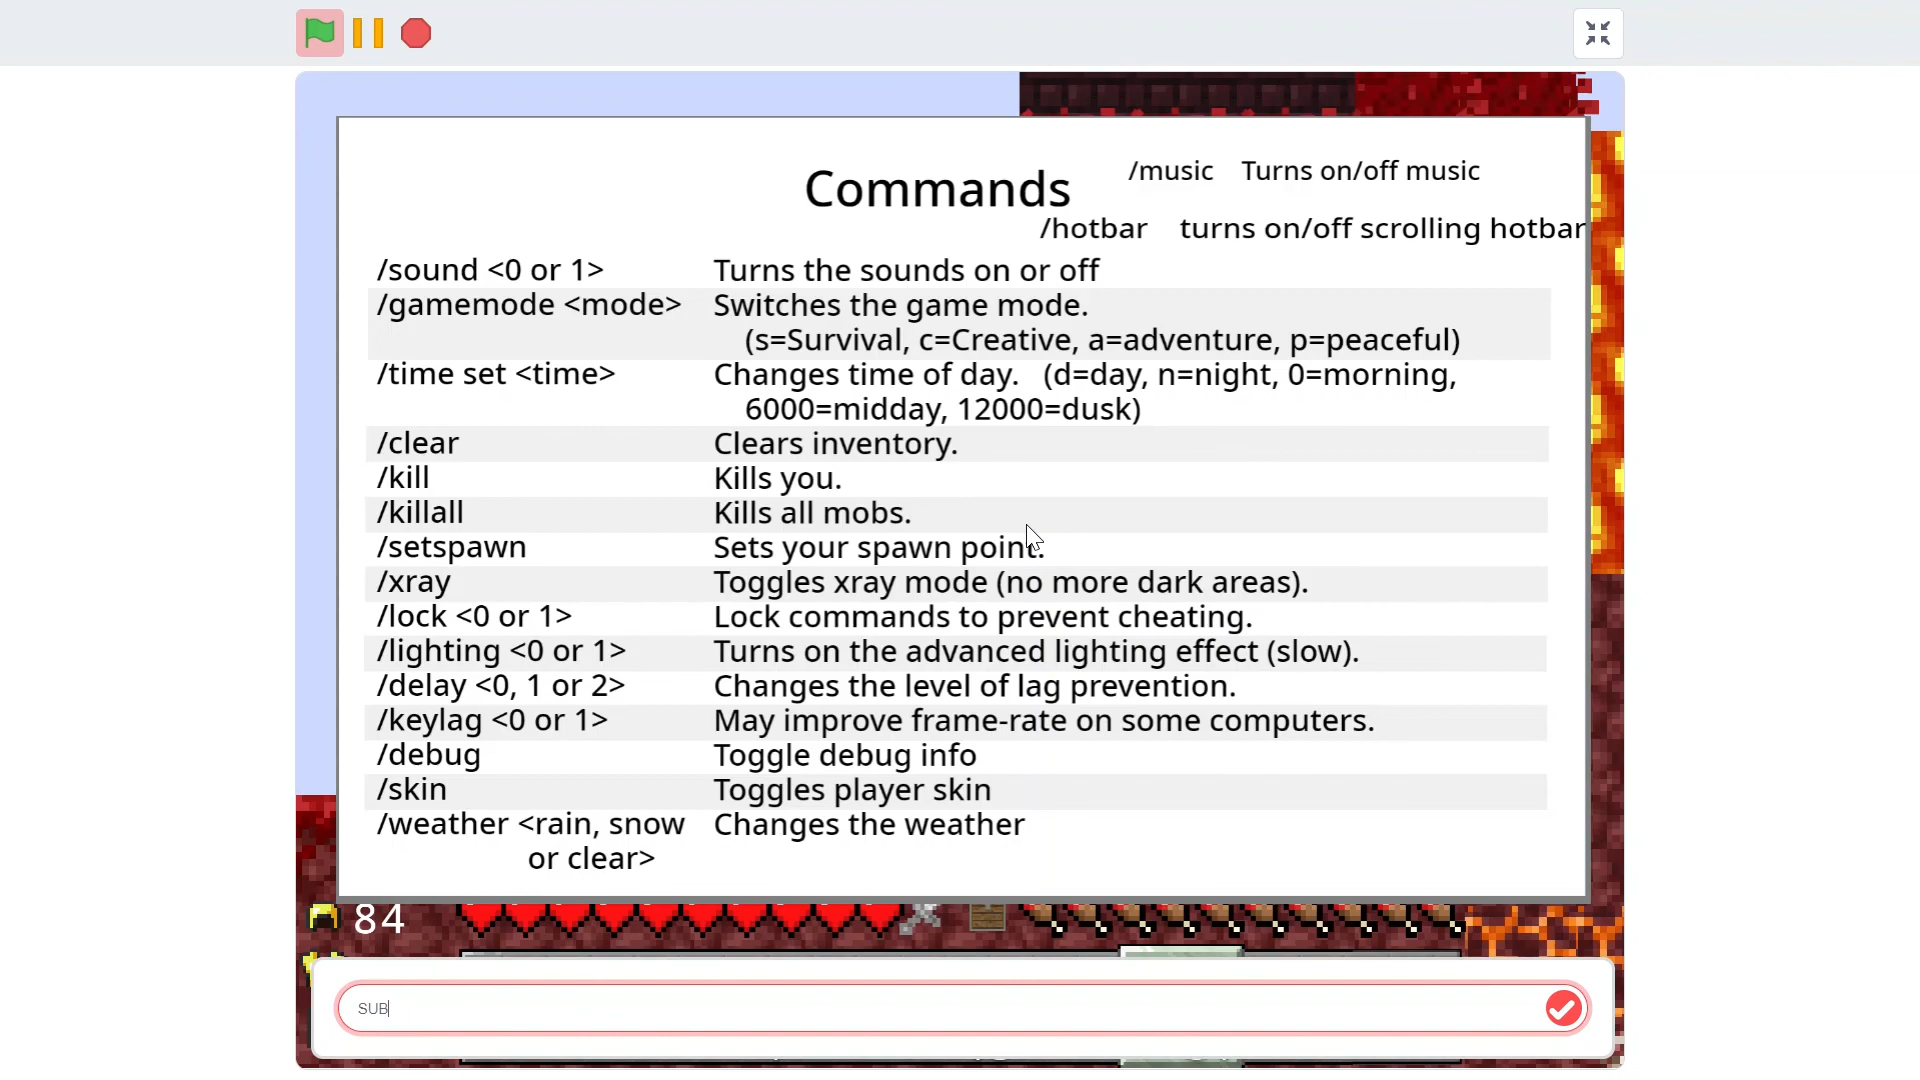 Commands
/music Turns on/off music
/hotbar turns on/off scrolling hotbar
/sound <0 or 1> Turns the sounds on or off
/gamemode <mode> Switches the game mode.
(s=Survival, c=Creative, a=adventure, p=peaceful)
/time set <time> Changes time of day. (d=day, n=night, 0=morning,
6000=midday, 12000=dusk)
/clear Clears inventory.
/kill Kills you.
/killall Kills all mobs.
/setspawn Sets your spawn point.
/xray Toggles xray mode (no more dark areas).
/lock <0 or 1> Lock commands to prevent cheating.
/lighting <0 or 1> Turns on the advanced lighting effect (slow).
/delay <0, 1 or 2> Changes the level of lag prevention.
/keylag <0 or 1> May improve frame-rate on some computers.
/debug Toggle debug info
/skin Toggles player skin
/weather <rain, snow Changes the weather
or clear>
84
SUB